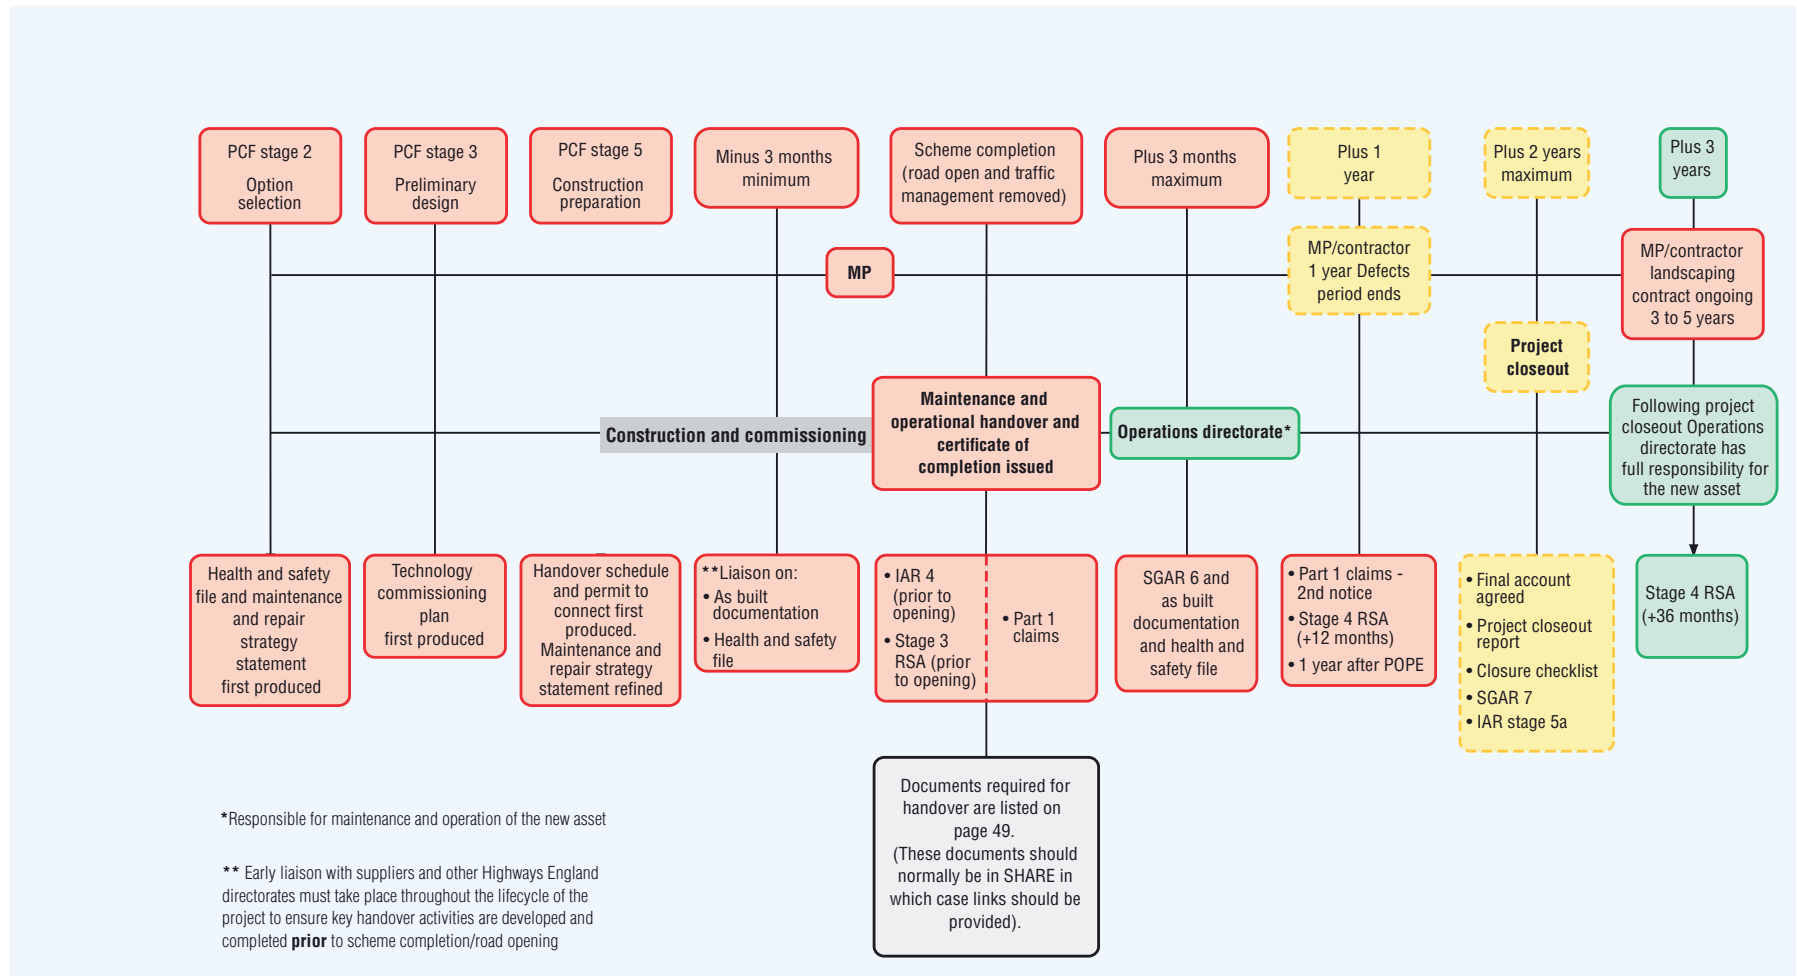 PCF stage 2
Option
selection
PCF stage 3
Preliminary
design
PCF stage 5
Construction
preparation
Minus 3 months
minimum
Scheme completion
(road open and traffic
management removed)
Plus 3 months
maximum
Plus 1
year
Plus 2 years
maximum
Plus 3
years
MP
MP/contractor
1 year Defects
period ends
MP/contractor
landscaping
contract ongoing
3 to 5 years
Project
closeout
Construction and commissioning
Maintenance and
operational handover and
certificate of
completion issued
Operations directorate*
Following project
closeout Operations
directorate has
full responsibility for
the new asset
Health and safety
file and maintenance
and repair
strategy
statement
first produced
Technology
commissioning
plan
first produced
Handover schedule
and permit to
connect first
produced.
Maintenance and
repair strategy
statement refined
**Liaison on:
• As built
documentation
• Health and safety
file
• IAR 4
(prior to
opening)
• Stage 3
RSA (prior
to opening)
• Part 1
claims
SGAR 6 and
as built
documentation
and health and
safety file
• Part 1 claims -
2nd notice
• Stage 4 RSA
(+12 months)
• 1 year after POPE
• Final account
agreed
• Project closeout
report
• Closure checklist
• SGAR 7
• IAR stage 5a
Stage 4 RSA
(+36 months)
Documents required for
handover are listed on
page 49.
(These documents should
normally be in SHARE in
which case links should be
provided).
*Responsible for maintenance and operation of the new asset
** Early liaison with suppliers and other Highways England
directorates must take place throughout the lifecycle of the
project to ensure key handover activities are developed and
completed prior to scheme completion/road opening